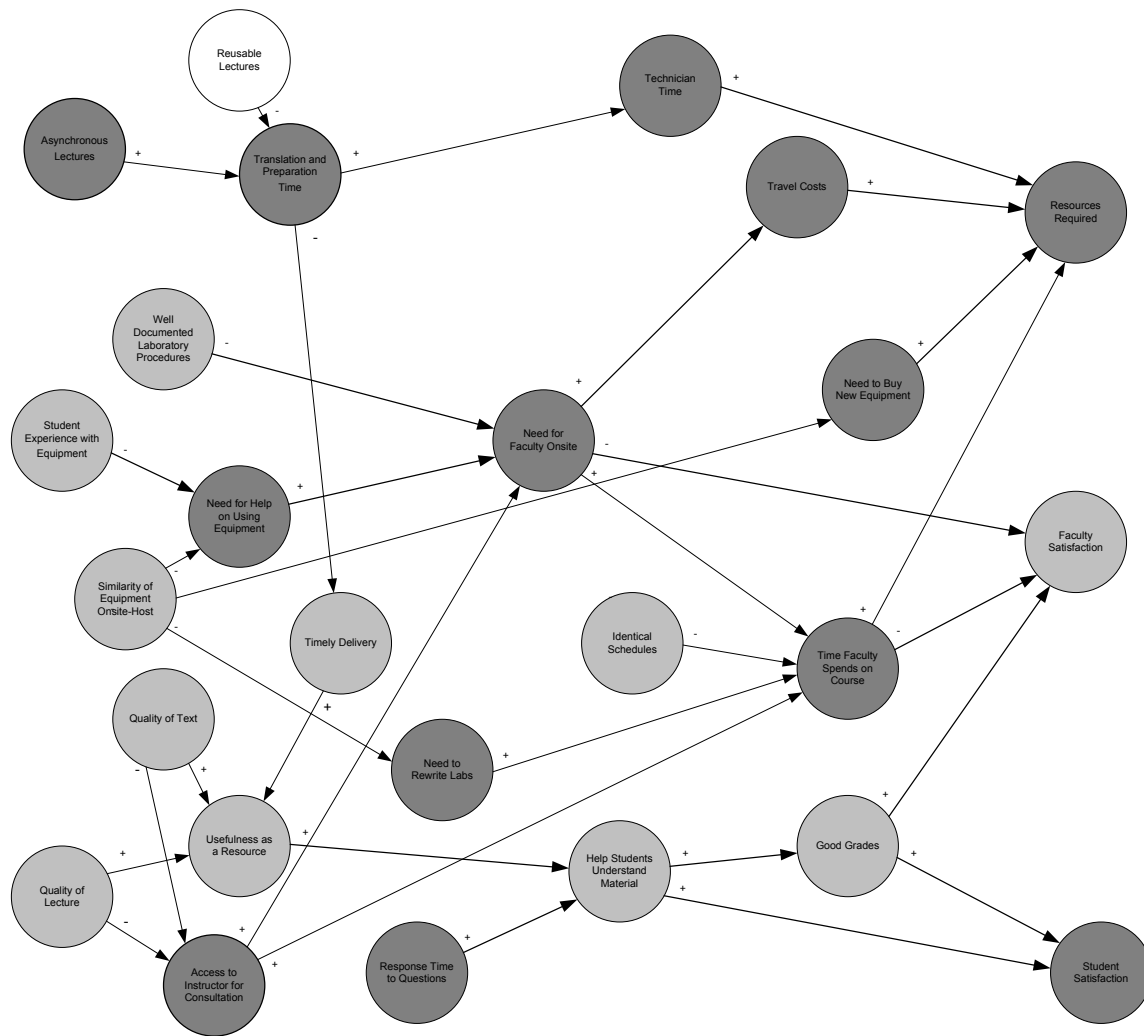 Reusable
Lectures
-
Asynchronous
Lectures
+
Translation and
Preparation
Time
+
-
Technician
Time
+
Travel Costs
+
Resources
Required
Well
Documented
Laboratory
Procedures
-
Student
Experience with
Equipment
-
Need for Help
on Using
Equipment
+
Need for
Faculty Onsite
+
-
+
Need to Buy
New Equipment
+
Faculty
Satisfaction
Similarity of
Equipment
Onsite-Host
-
-
Timely Delivery
+
Identical
Schedules
-
Time Faculty
Spends on
Course
+
-
Quality of Text
-
+
Need to
Rewrite Labs
+
Usefulness as
a Resource
+
Quality of
Lecture
+
-
Help Students
Understand
Material
+
+
Good Grades
+
+
Access to
Instructor for
Consultation
+
+
Response Time
to Questions
+
Student
Satisfaction